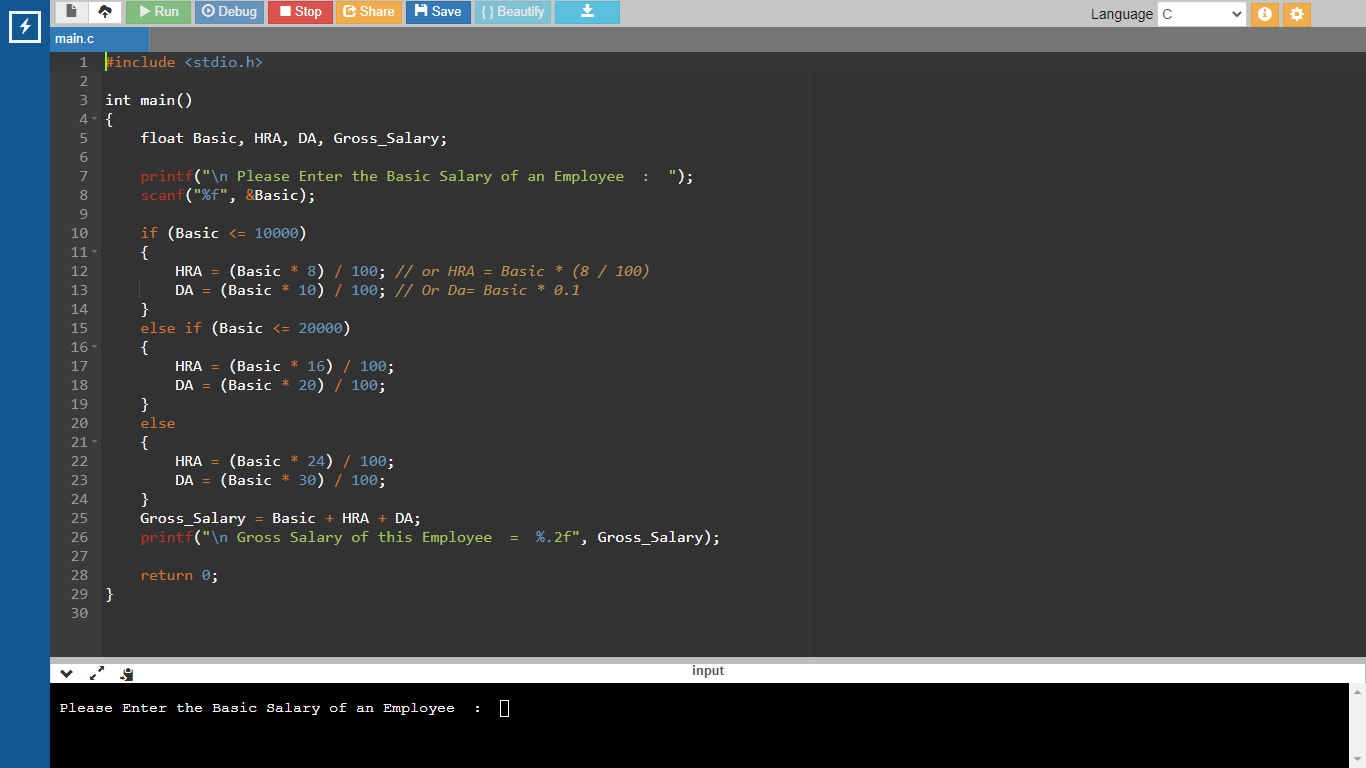 Run Debug Stop Share Save { } Beautify Language C
main.c
1 #include <stdio.h>
2
3 int main()
4 {
5     float Basic, HRA, DA, Gross_Salary;
6
7     printf("\n Please Enter the Basic Salary of an Employee  :  ");
8     scanf("%f", &Basic);
9
10     if (Basic <= 10000)
11     {
12         HRA = (Basic * 8) / 100; // or HRA = Basic * (8 / 100)
13         DA = (Basic * 10) / 100; // Or Da= Basic * 0.1
14     }
15     else if (Basic <= 20000)
16     {
17         HRA = (Basic * 16) / 100;
18         DA = (Basic * 20) / 100;
19     }
20     else
21     {
22         HRA = (Basic * 24) / 100;
23         DA = (Basic * 30) / 100;
24     }
25     Gross_Salary = Basic + HRA + DA;
26     printf("\n Gross Salary of this Employee  =  %.2f", Gross_Salary);
27
28     return 0;
29 }
30
input
Please Enter the Basic Salary of an Employee  :